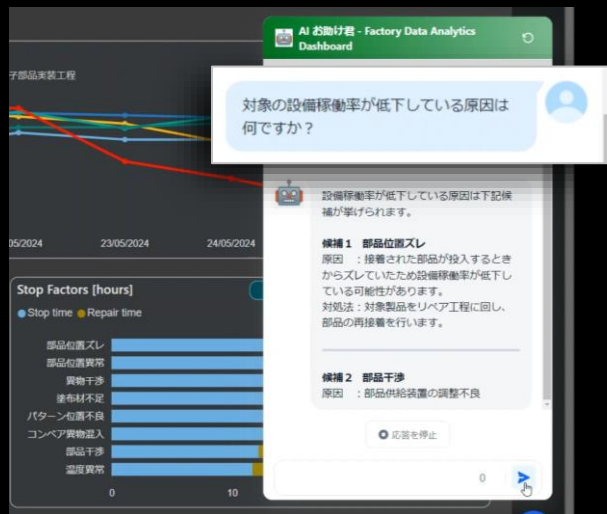 AI お助け君 - Factory Data Analytics
Dashboard
子部品実装工程
対象の設備稼働率が低下している原因は
何ですか？
設備稼働率が低下している原因は下記候
補が挙げられます。
候補１ 部品位置ズレ
原因 ：接着された部品が投入するとき
からズレていたため設備稼働率が低下し
ている可能性があります。
対処法：対象製品をリペア工程に回し、
部品の再接着を行います。
候補２ 部品干渉
原因 ：部品供給装置の調整不良
応答を停止
0
05/2024
23/05/2024
24/05/2024
Stop Factors [hours]
Stop time Repair time
部品位置ズレ
部品位置異常
異物干渉
塗布材不足
パターン位置不良
コンベア異物混入
部品干渉
温度異常
0 10